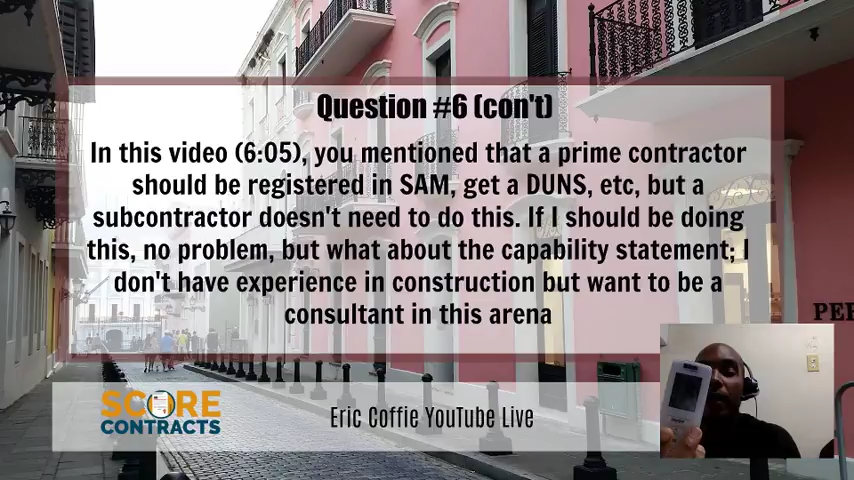 Question #6 (con't)
In this video (6:05), you mentioned that a prime contractor
should be registered in SAM, get a DUNS, etc, but a
subcontractor doesn't need to do this. If I should be doing
this, no problem, but what about the capability statement; I
don't have experience in construction but want to be a
consultant in this arena
PER
SCORE
CONTRACTS
Eric Coffie YouTube Live